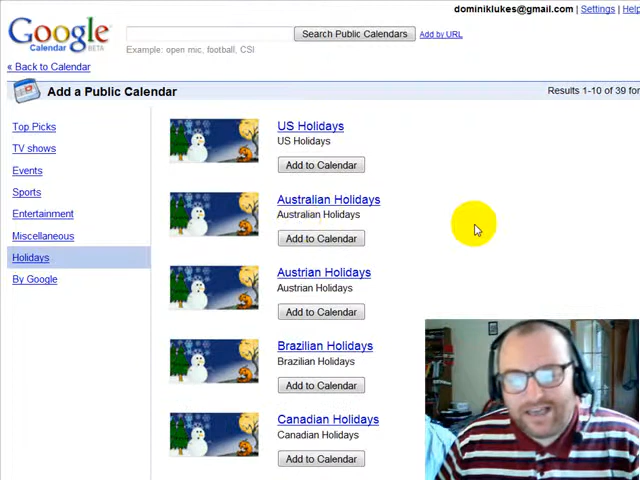 dominiklukes@gmail.com | Settings | Help
Google
Calendar BETA
Search Public Calendars
Add by URL
Example: open mic, football, CSI
« Back to Calendar
Add a Public Calendar
Results 1-10 of 39 for
Top Picks
TV shows
Events
Sports
Entertainment
Miscellaneous
Holidays
By Google
US Holidays
US Holidays
Add to Calendar
Australian Holidays
Australian Holidays
Add to Calendar
Austrian Holidays
Austrian Holidays
Add to Calendar
Brazilian Holidays
Brazilian Holidays
Add to Calendar
Canadian Holidays
Canadian Holidays
Add to Calendar